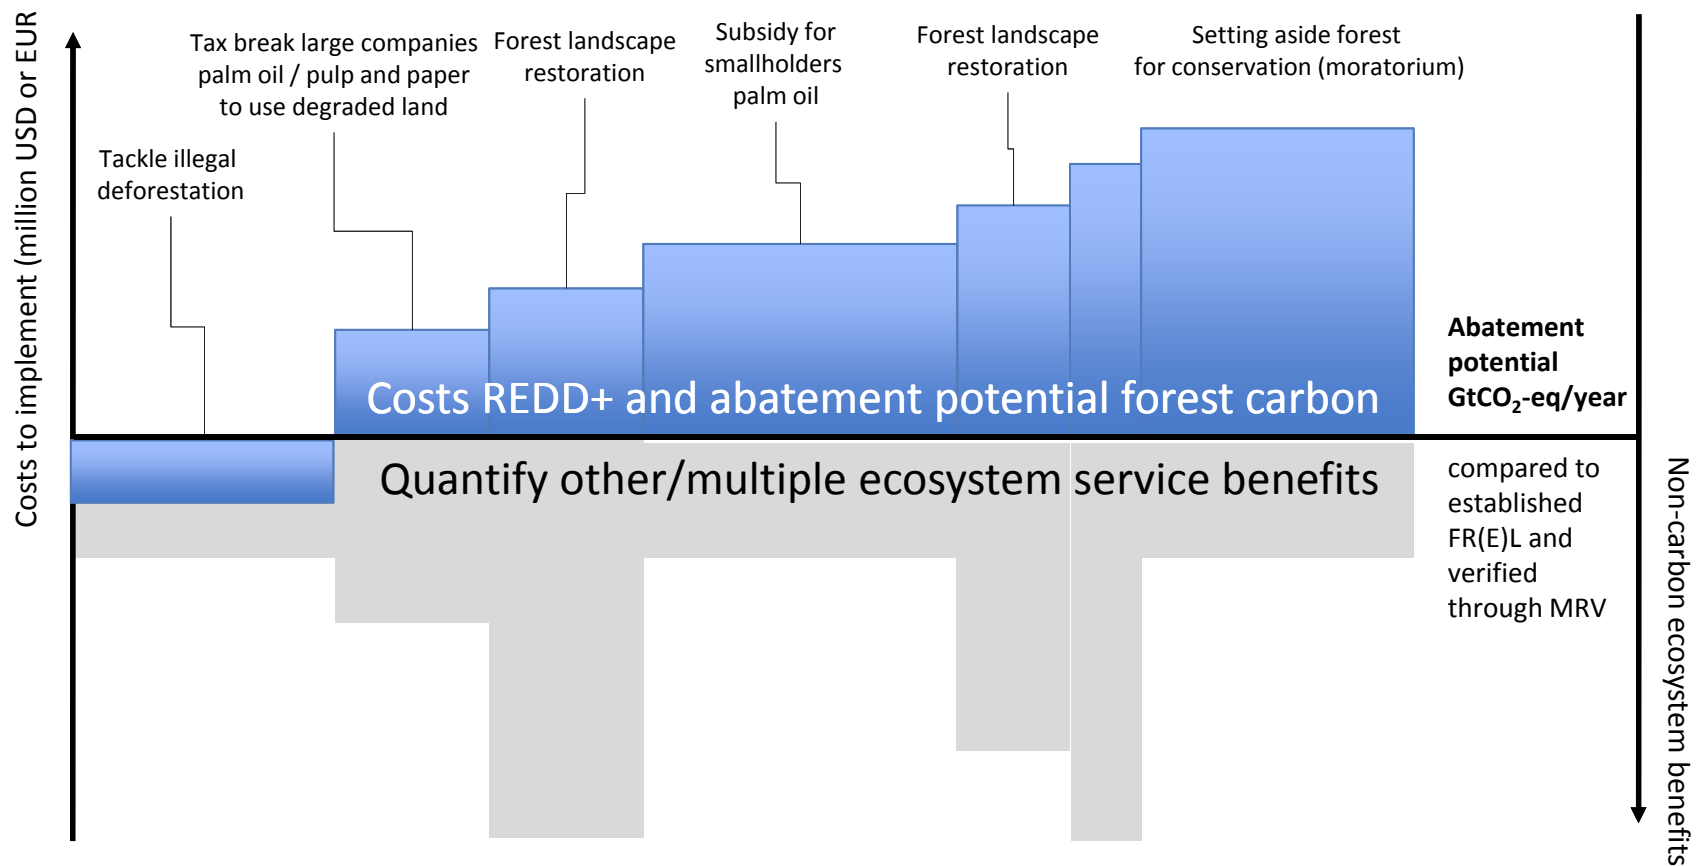 Costs to implement (million USD or EUR
Tackle illegal
deforestation
Tax break large companies
palm oil / pulp and paper
to use degraded land
Forest landscape
restoration
Subsidy for
smallholders
palm oil
Forest landscape
restoration
Setting aside forest
for conservation (moratorium)
Costs REDD+ and abatement potential forest carbon
Abatement
potential
GtCO₂-eq/year
Quantify other/multiple ecosystem service benefits
compared to
established
FR(E)L and
verified
through MRV
Non-carbon ecosystem benefits